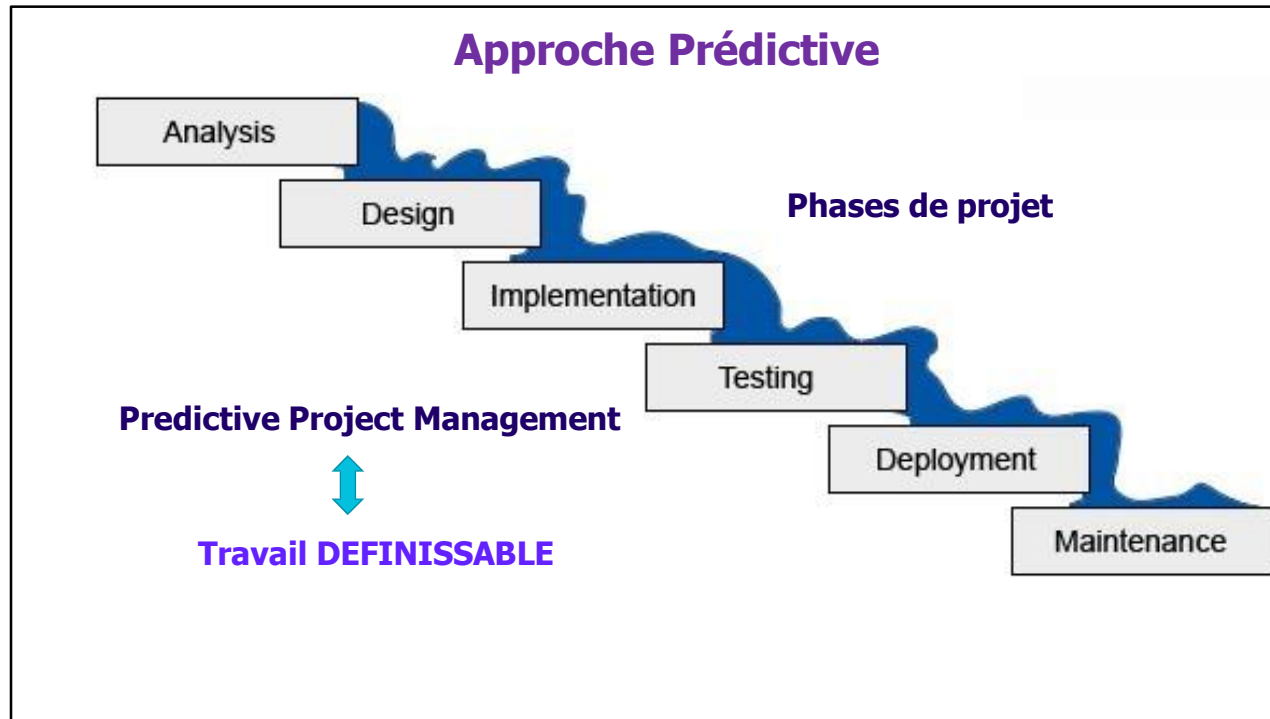 Approche Prédictive
Analysis
Design
Phases de projet
Implementation
Testing
Predictive Project Management
Deployment
Travail DEFINISSABLE
Maintenance